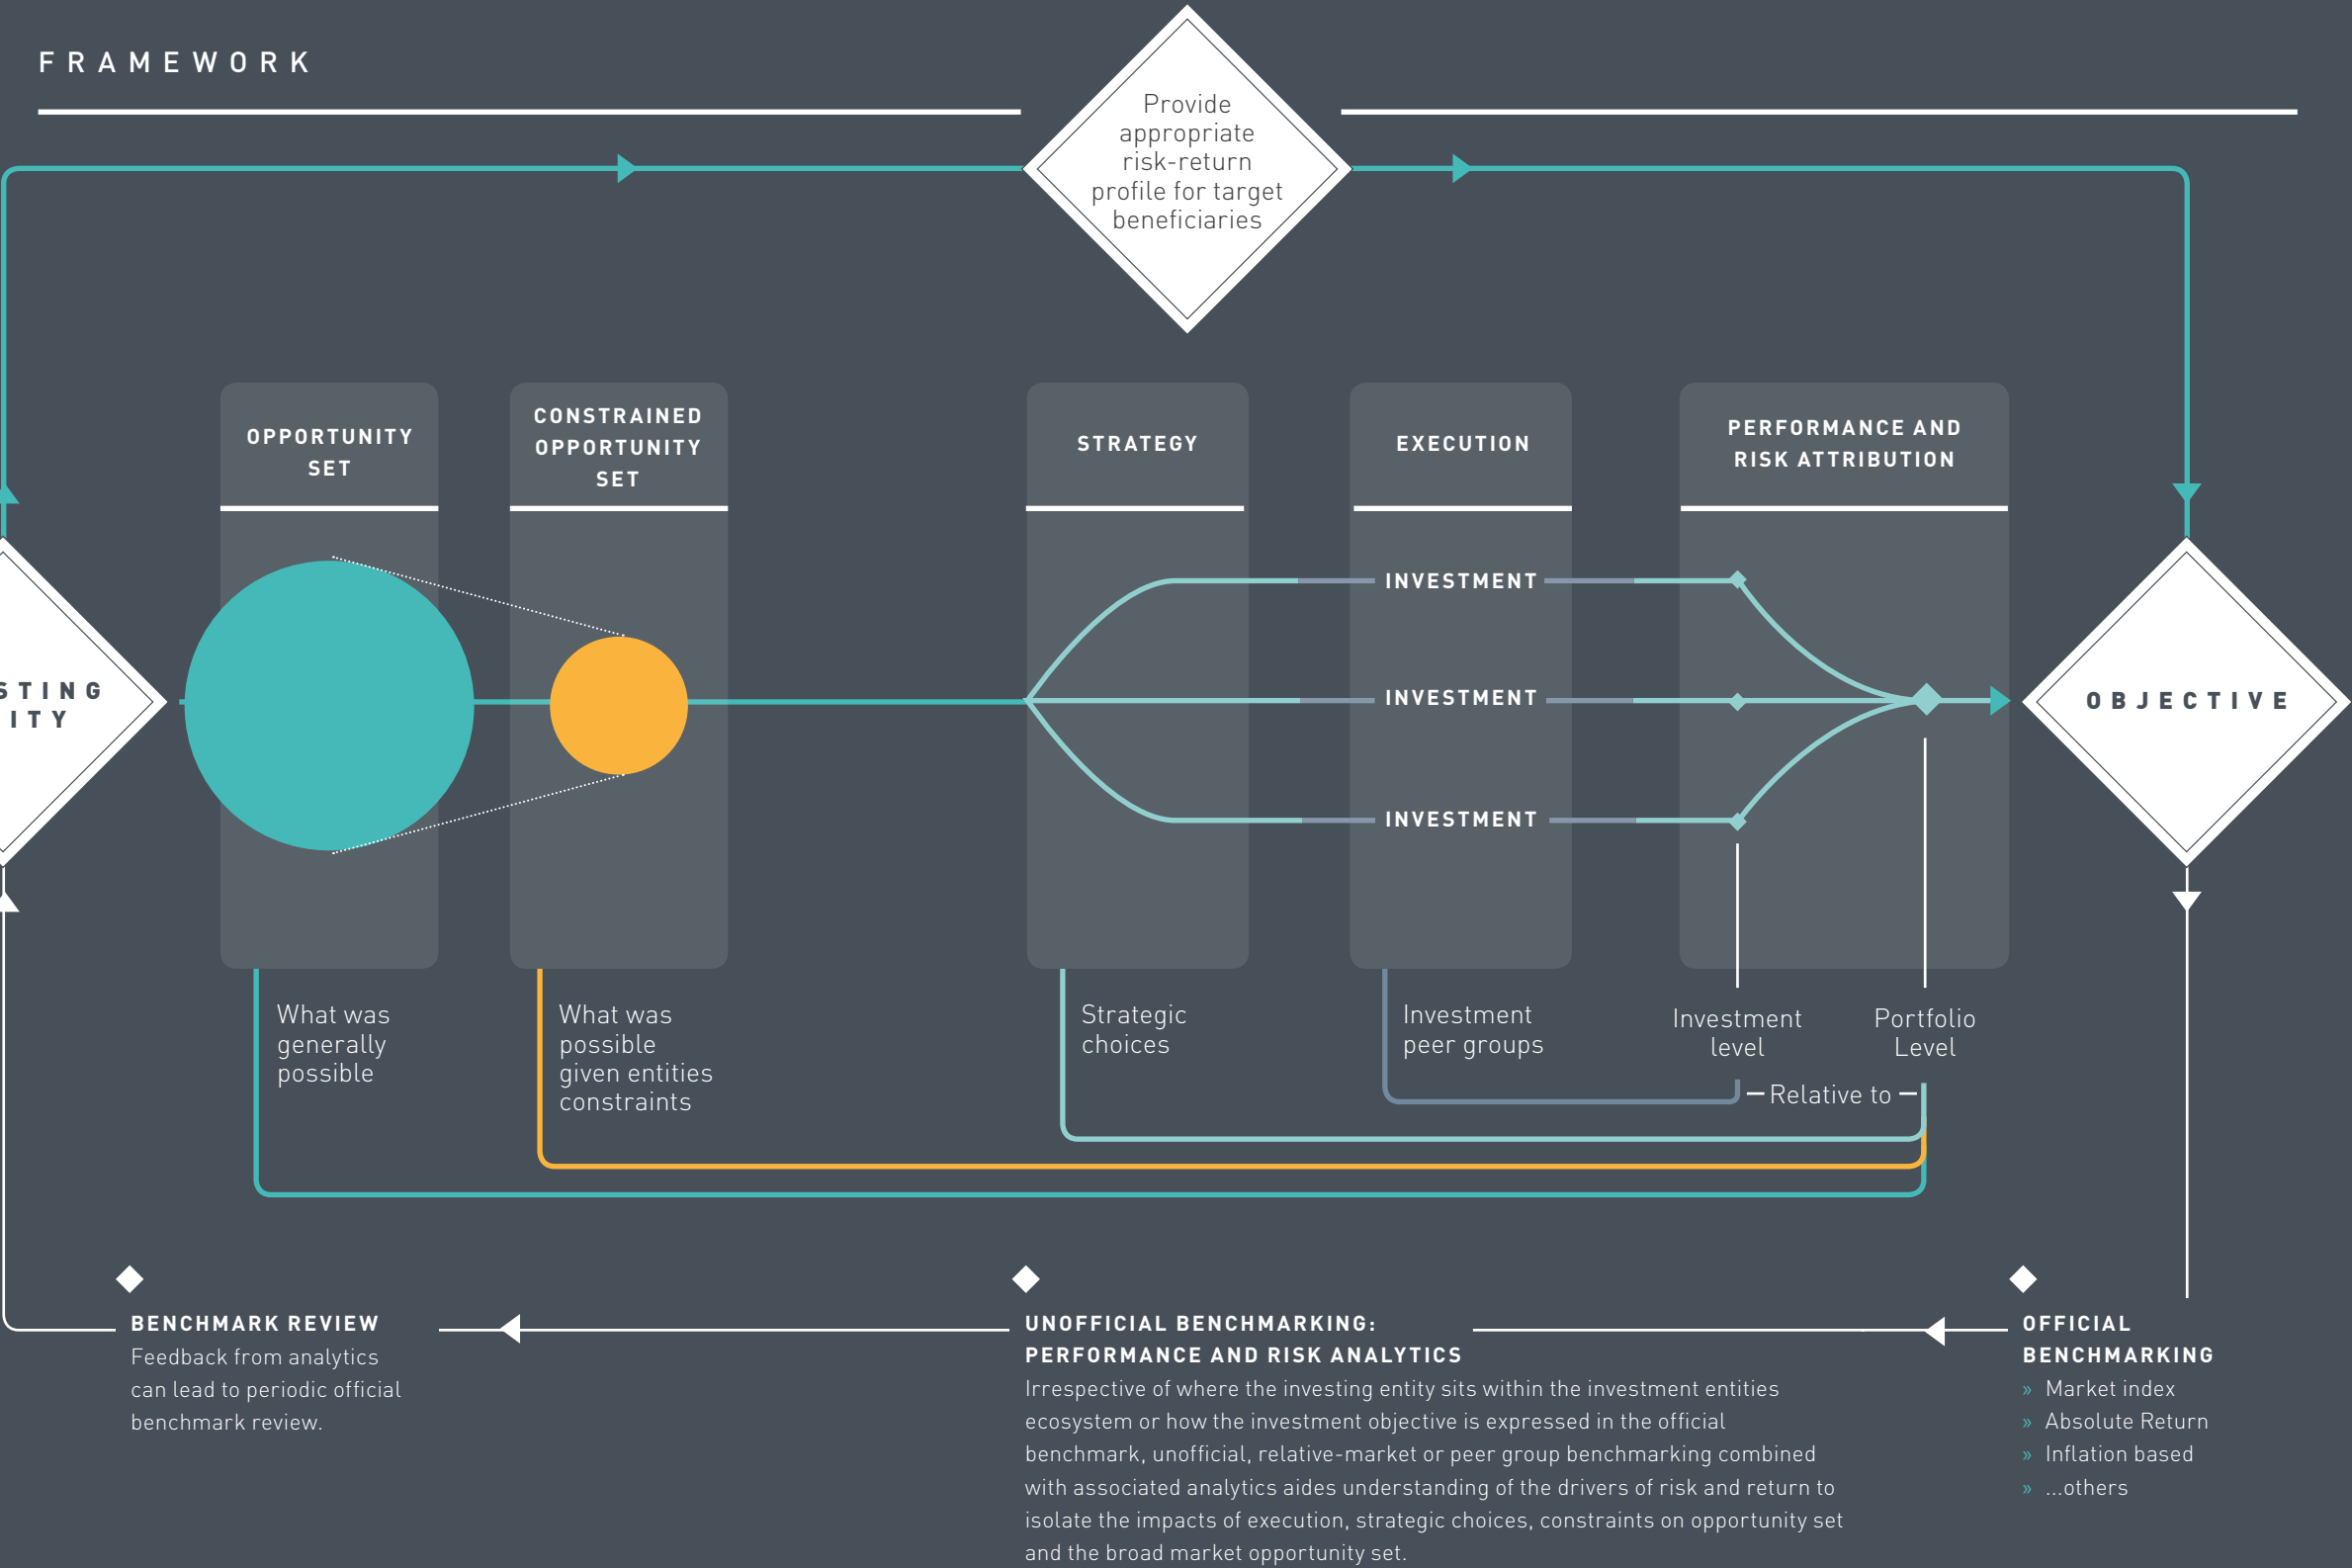 FRAMEWORK
Provide
appropriate
risk-return
profile for target
beneficiaries
OPPORTUNITY
SET
CONSTRAINED
OPPORTUNITY
SET
STRATEGY
EXECUTION
PERFORMANCE AND
RISK ATTRIBUTION
STING
ITY
INVESTMENT
INVESTMENT
INVESTMENT
OBJECTIVE
What was
generally
possible
What was
possible
given entities
constraints
Strategic
choices
Investment
peer groups
Investment
level
Portfolio
Level
Relative to
BENCHMARK REVIEW
Feedback from analytics
can lead to periodic official
benchmark review.
UNOFFICIAL BENCHMARKING:
PERFORMANCE AND RISK ANALYTICS
Irrespective of where the investing entity sits within the investment entities
ecosystem or how the investment objective is expressed in the official
benchmark, unofficial, relative-market or peer group benchmarking combined
with associated analytics aides understanding of the drivers of risk and return to
isolate the impacts of execution, strategic choices, constraints on opportunity set
and the broad market opportunity set.
OFFICIAL
BENCHMARKING
» Market index
» Absolute Return
» Inflation based
» ...others